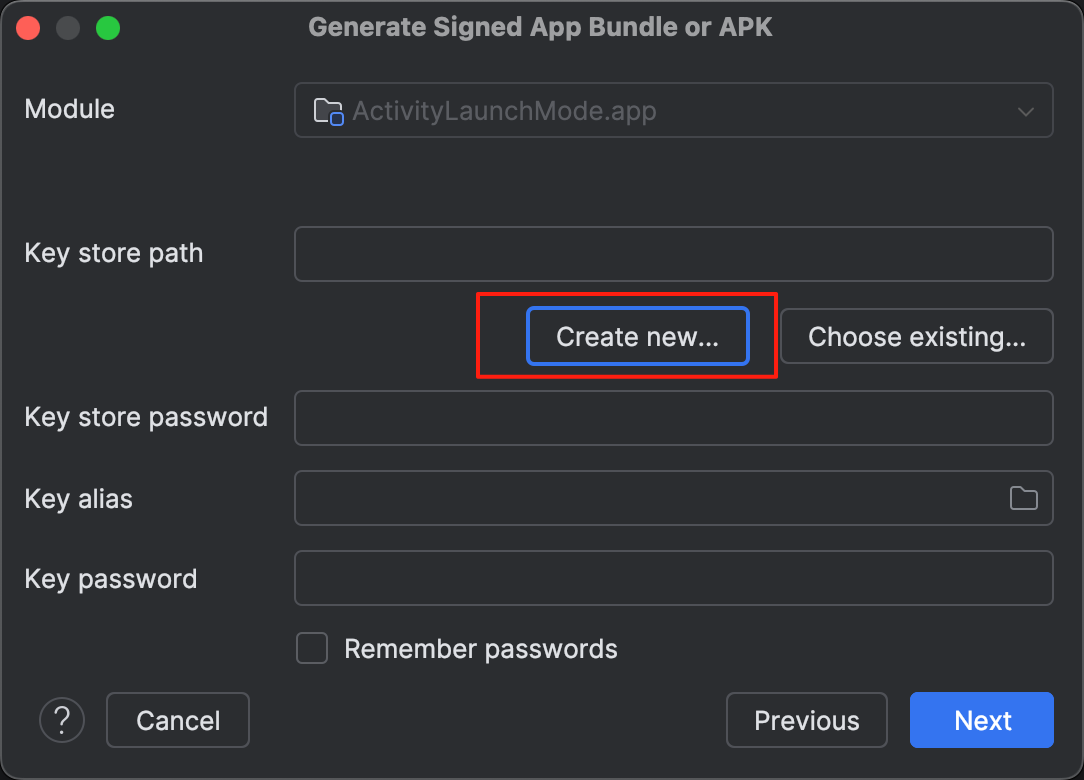 Generate Signed App Bundle or APK
Module
ActivityLaunchMode.app
Key store path
Create new...
Choose existing...
Key store password
Key alias
Key password
Remember passwords
?
Cancel
Previous
Next